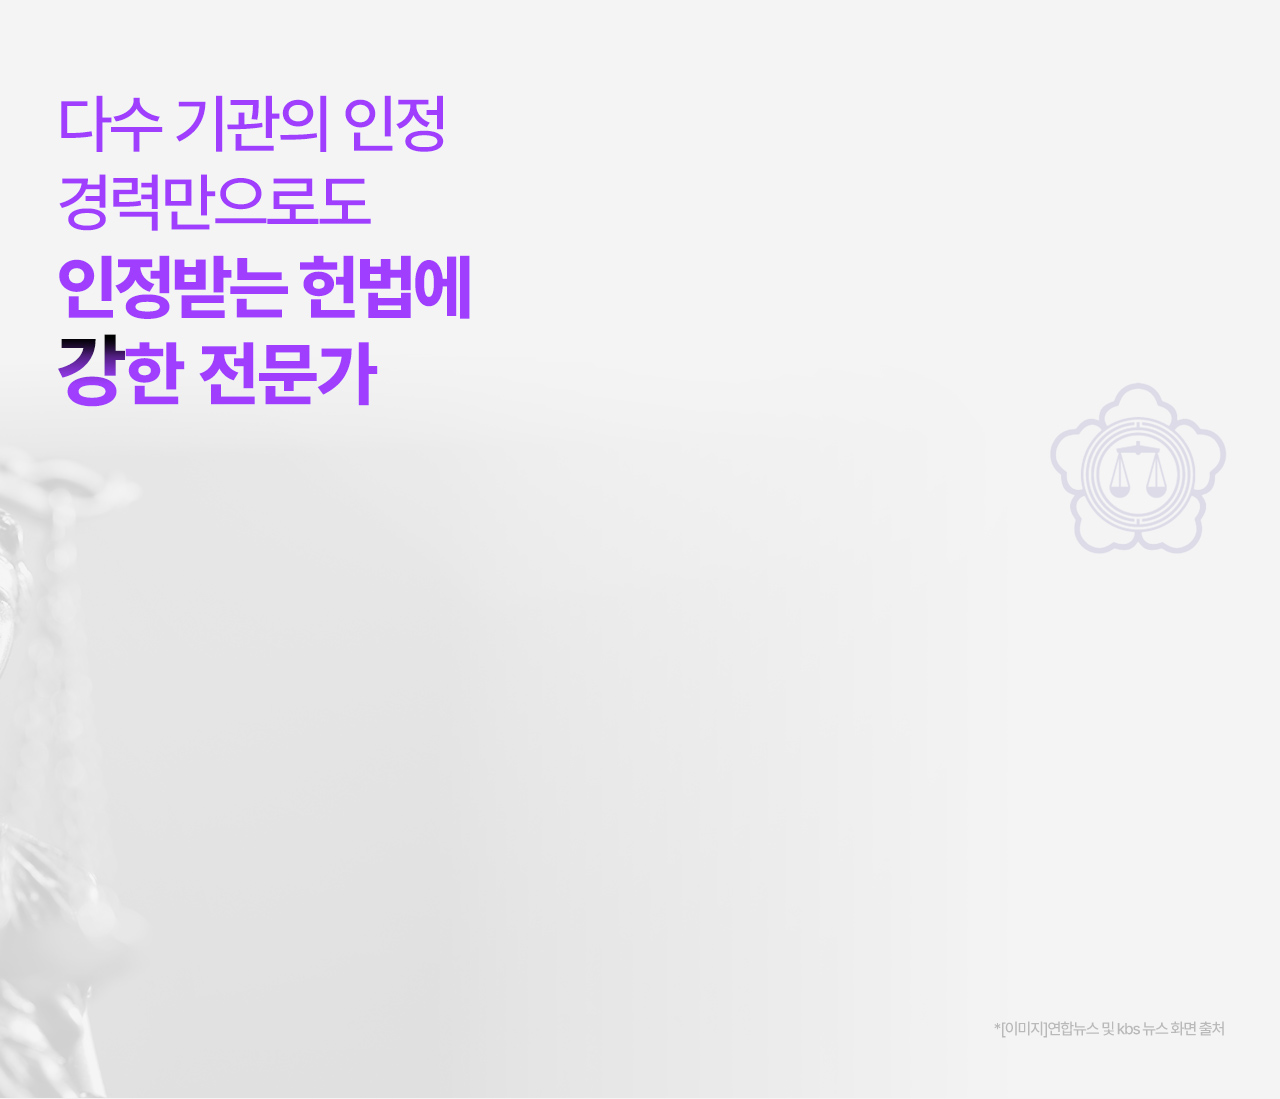 다수 기관의 인정
경력만으로도
인정받는 헌법에
강한 전문가
*[이미지]연합뉴스 및 kbs 뉴스 화면 출처